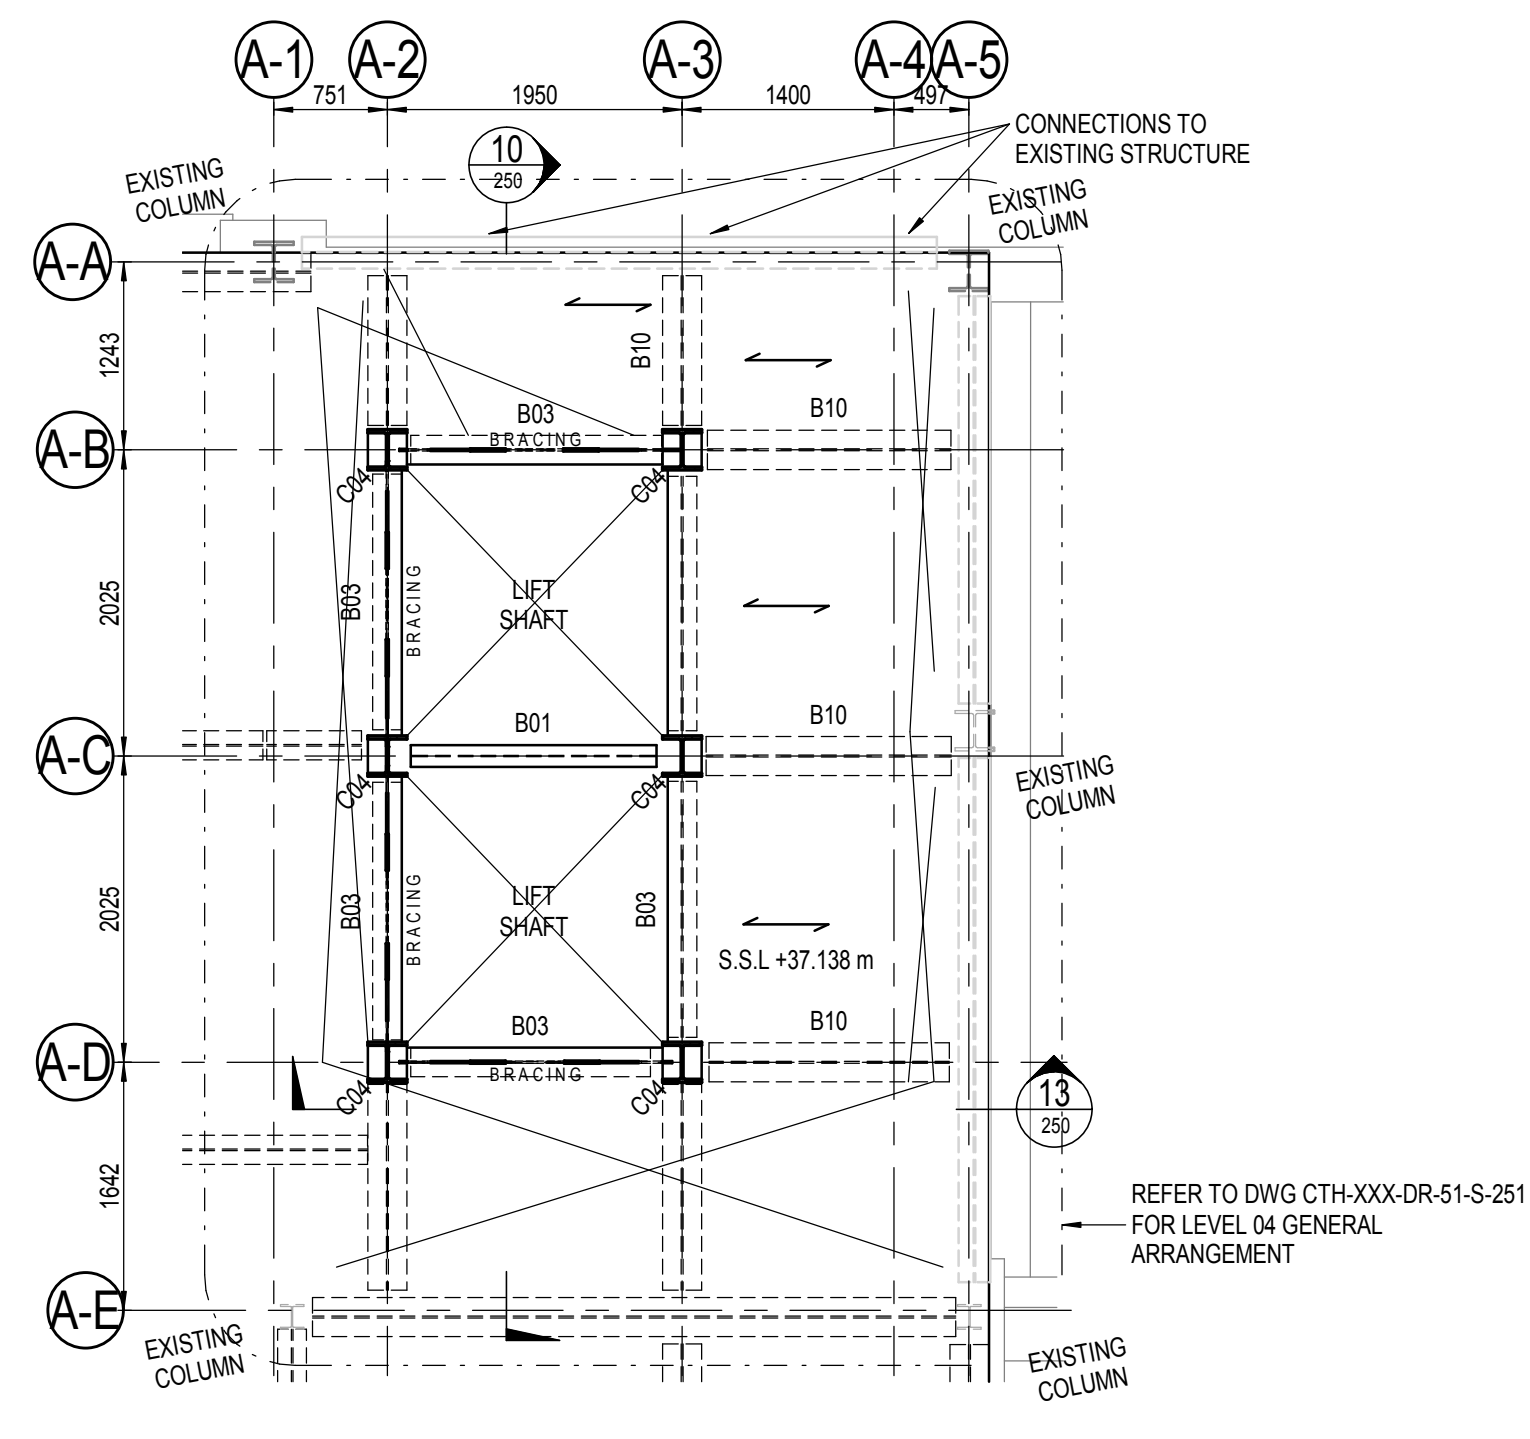 A-1
A-2
A-3
A-4
A-5
751
1950
1400
497
CONNECTIONS TO
EXISTING STRUCTURE
10
250
EXISTING
COLUMN
EXISTING
COLUMN
A-A
1243
B10
B10
B03
BRACING
A-B
C04
C04
2025
B03
BRACING
LIFT
SHAFT
B01
B10
A-C
C04
C04
EXISTING
COLUMN
2025
B03
BRACING
LIFT
SHAFT
B03
S.S.L +37.138 m
B03
B10
BRACING
A-D
C04
C04
13
250
1642
REFER TO DWG CTH-XXX-DR-51-S-251
FOR LEVEL 04 GENERAL
ARRANGEMENT
A-E
EXISTING
COLUMN
EXISTING
COLUMN